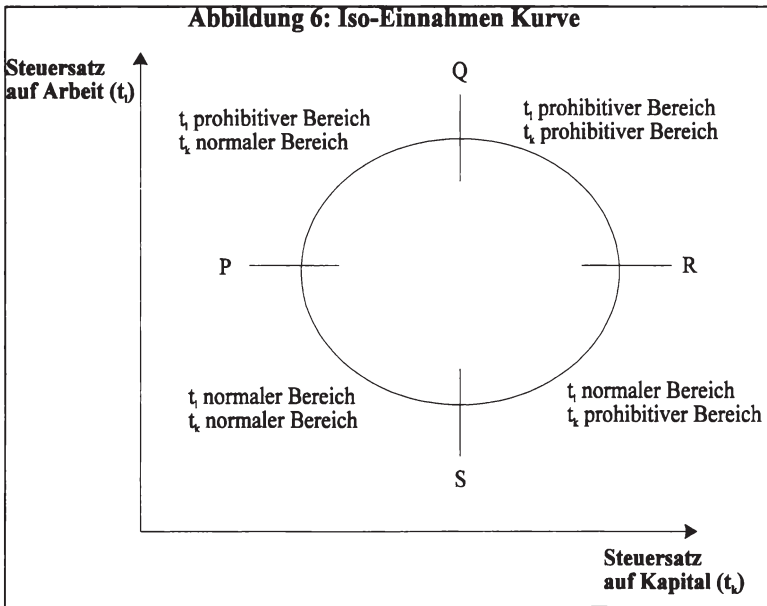 Abbildung 6: Iso-Einnahmen Kurve
Steuersatz
auf Arbeit (tₗ)
Q
tₗ prohibitiver Bereich
tₖ normaler Bereich
tₗ prohibitiver Bereich
tₖ prohibitiver Bereich
P
R
tₗ normaler Bereich
tₖ normaler Bereich
tₗ normaler Bereich
tₖ prohibitiver Bereich
S
Steuersatz
auf Kapital (tₖ)